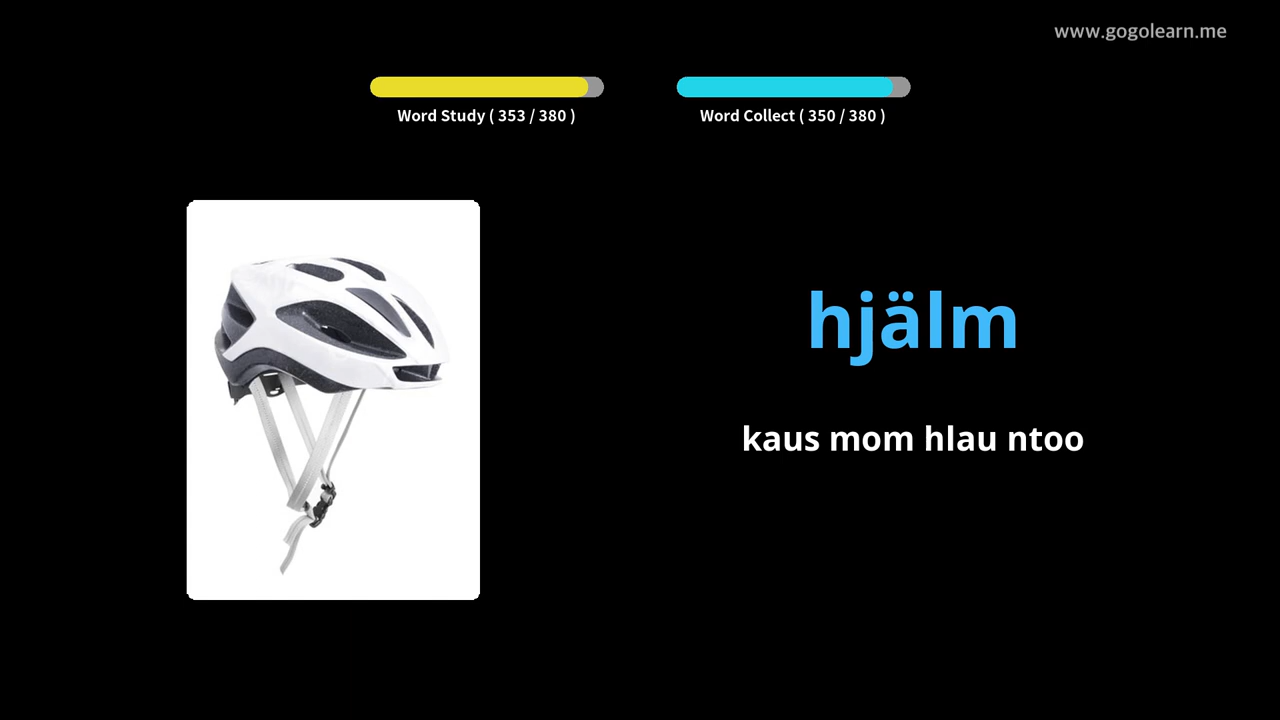 www.gogolearn.me
Word Study ( 353 / 380 )
Word Collect ( 350 / 380 )
hjälm
kaus mom hlau ntoo